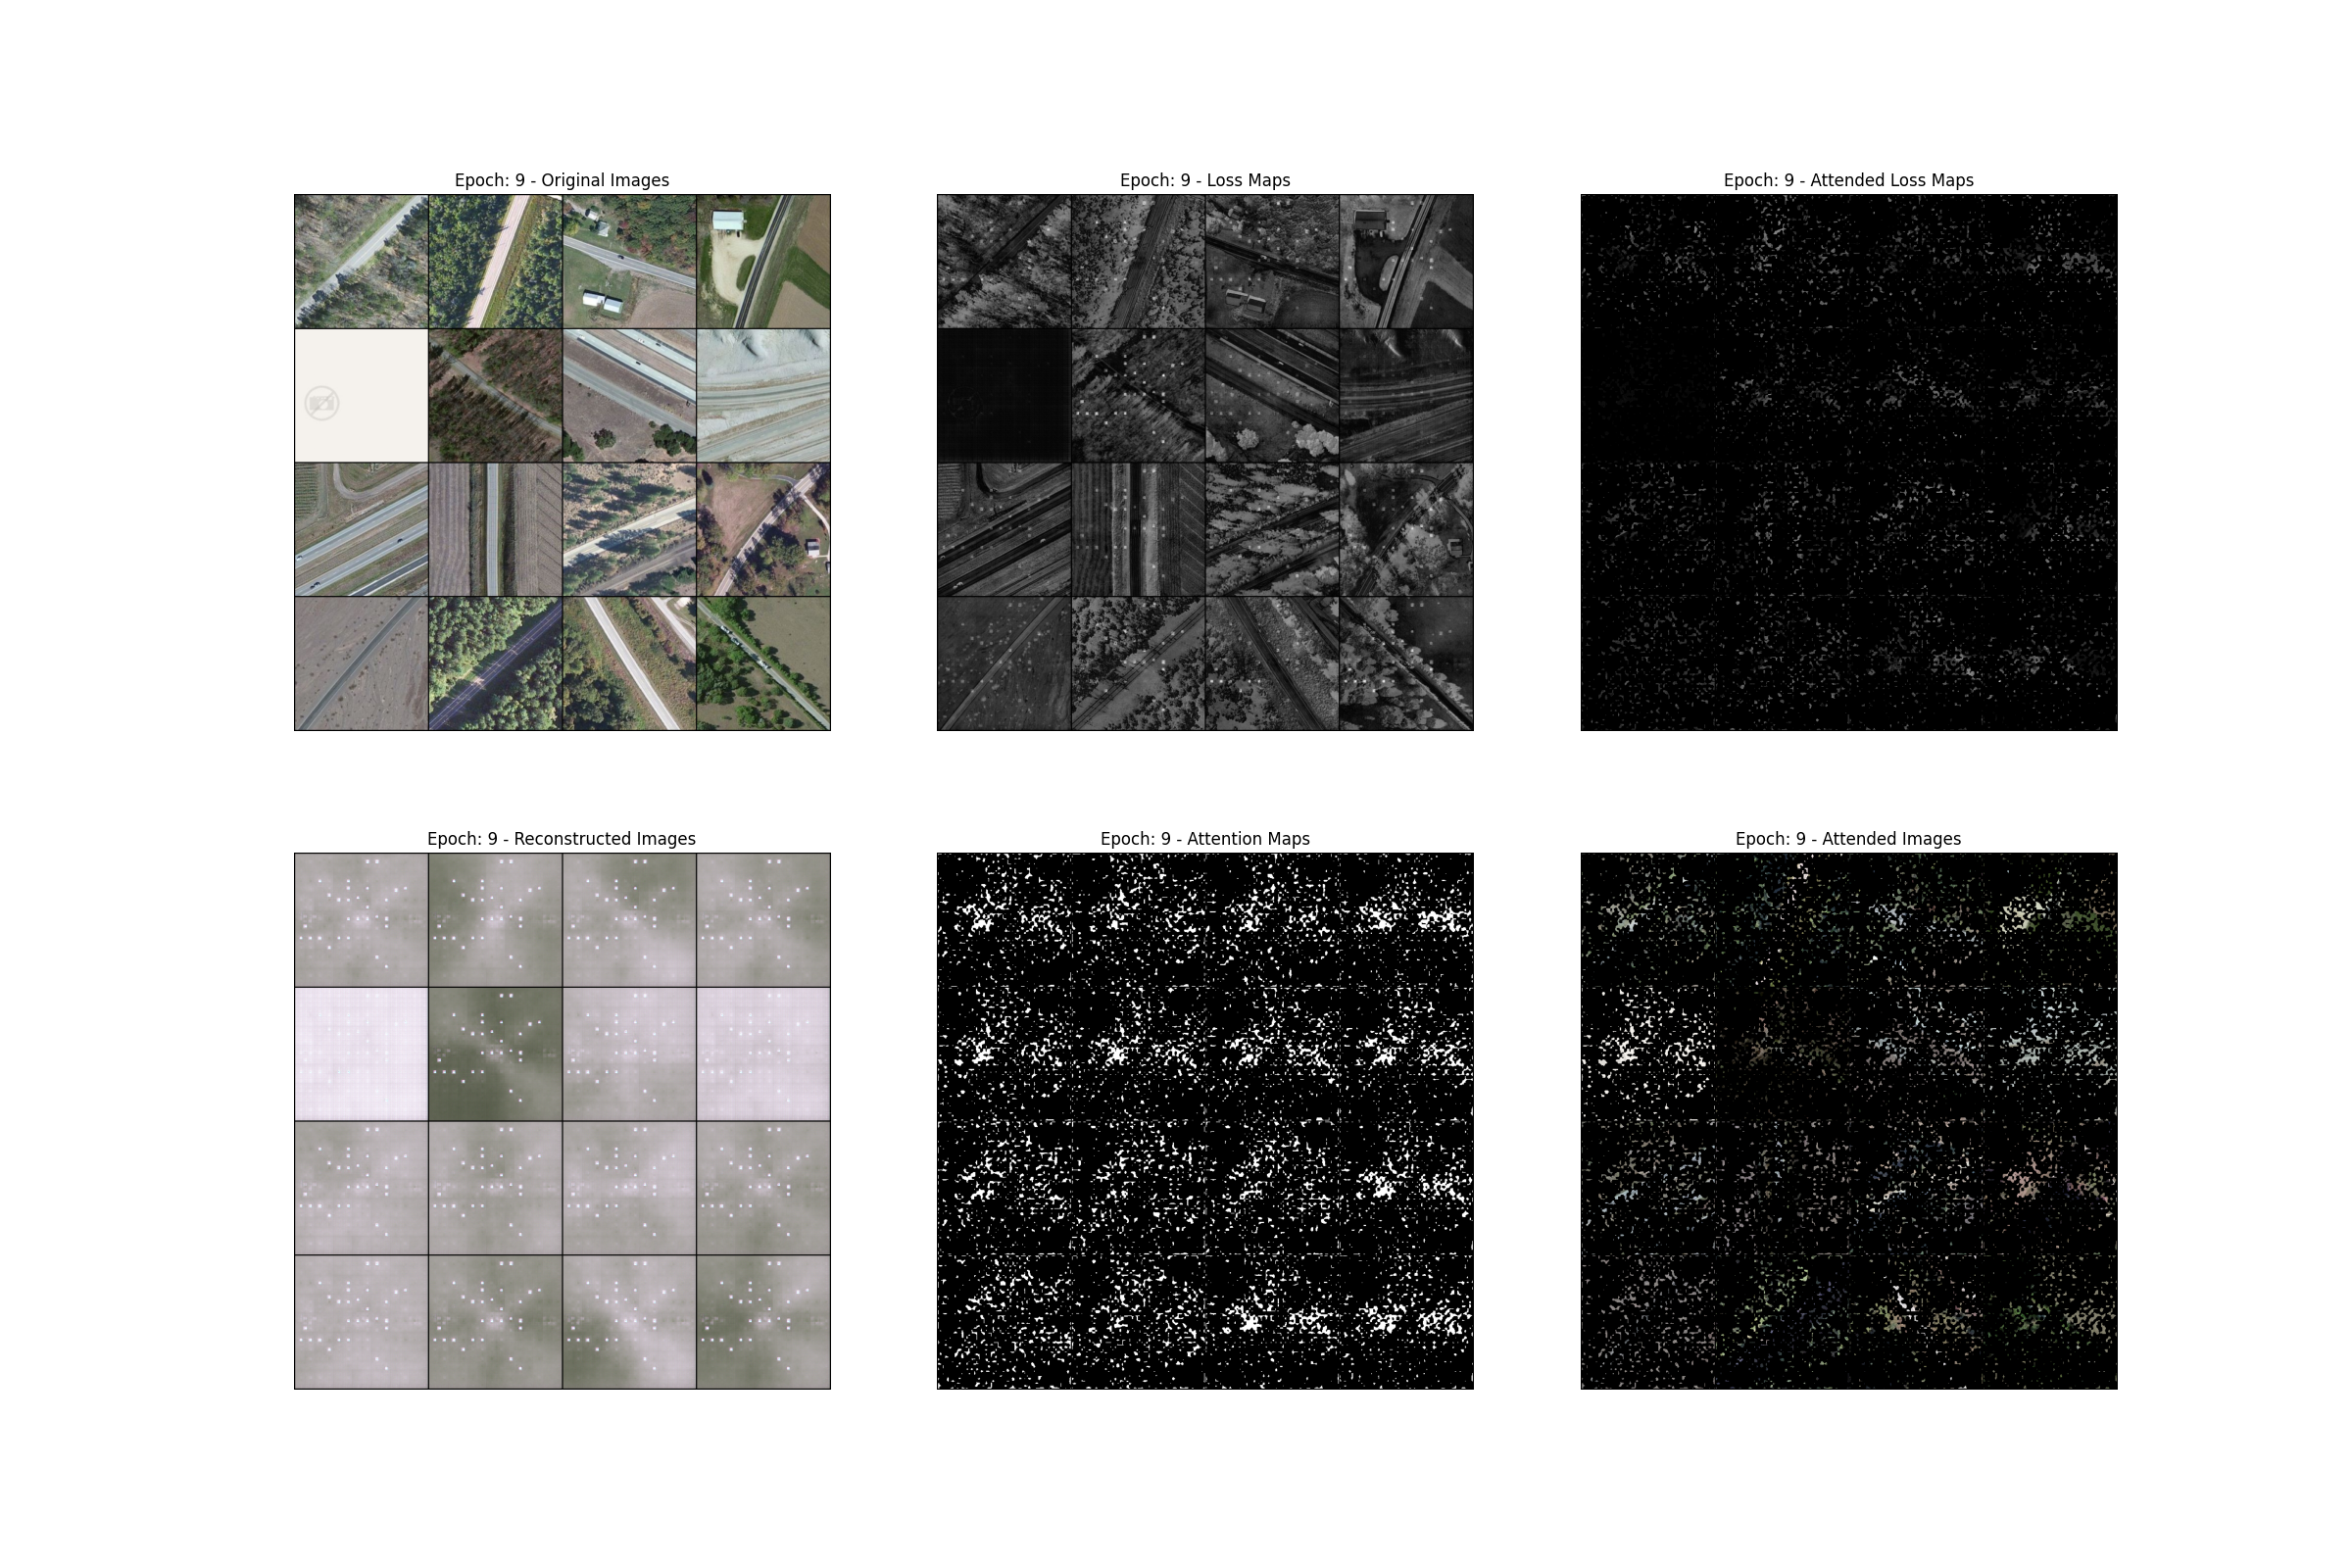 Epoch: 9 - Original Images
Epoch: 9 - Loss Maps
Epoch: 9 - Attended Loss Maps
Epoch: 9 - Reconstructed Images
Epoch: 9 - Attention Maps
Epoch: 9 - Attended Images